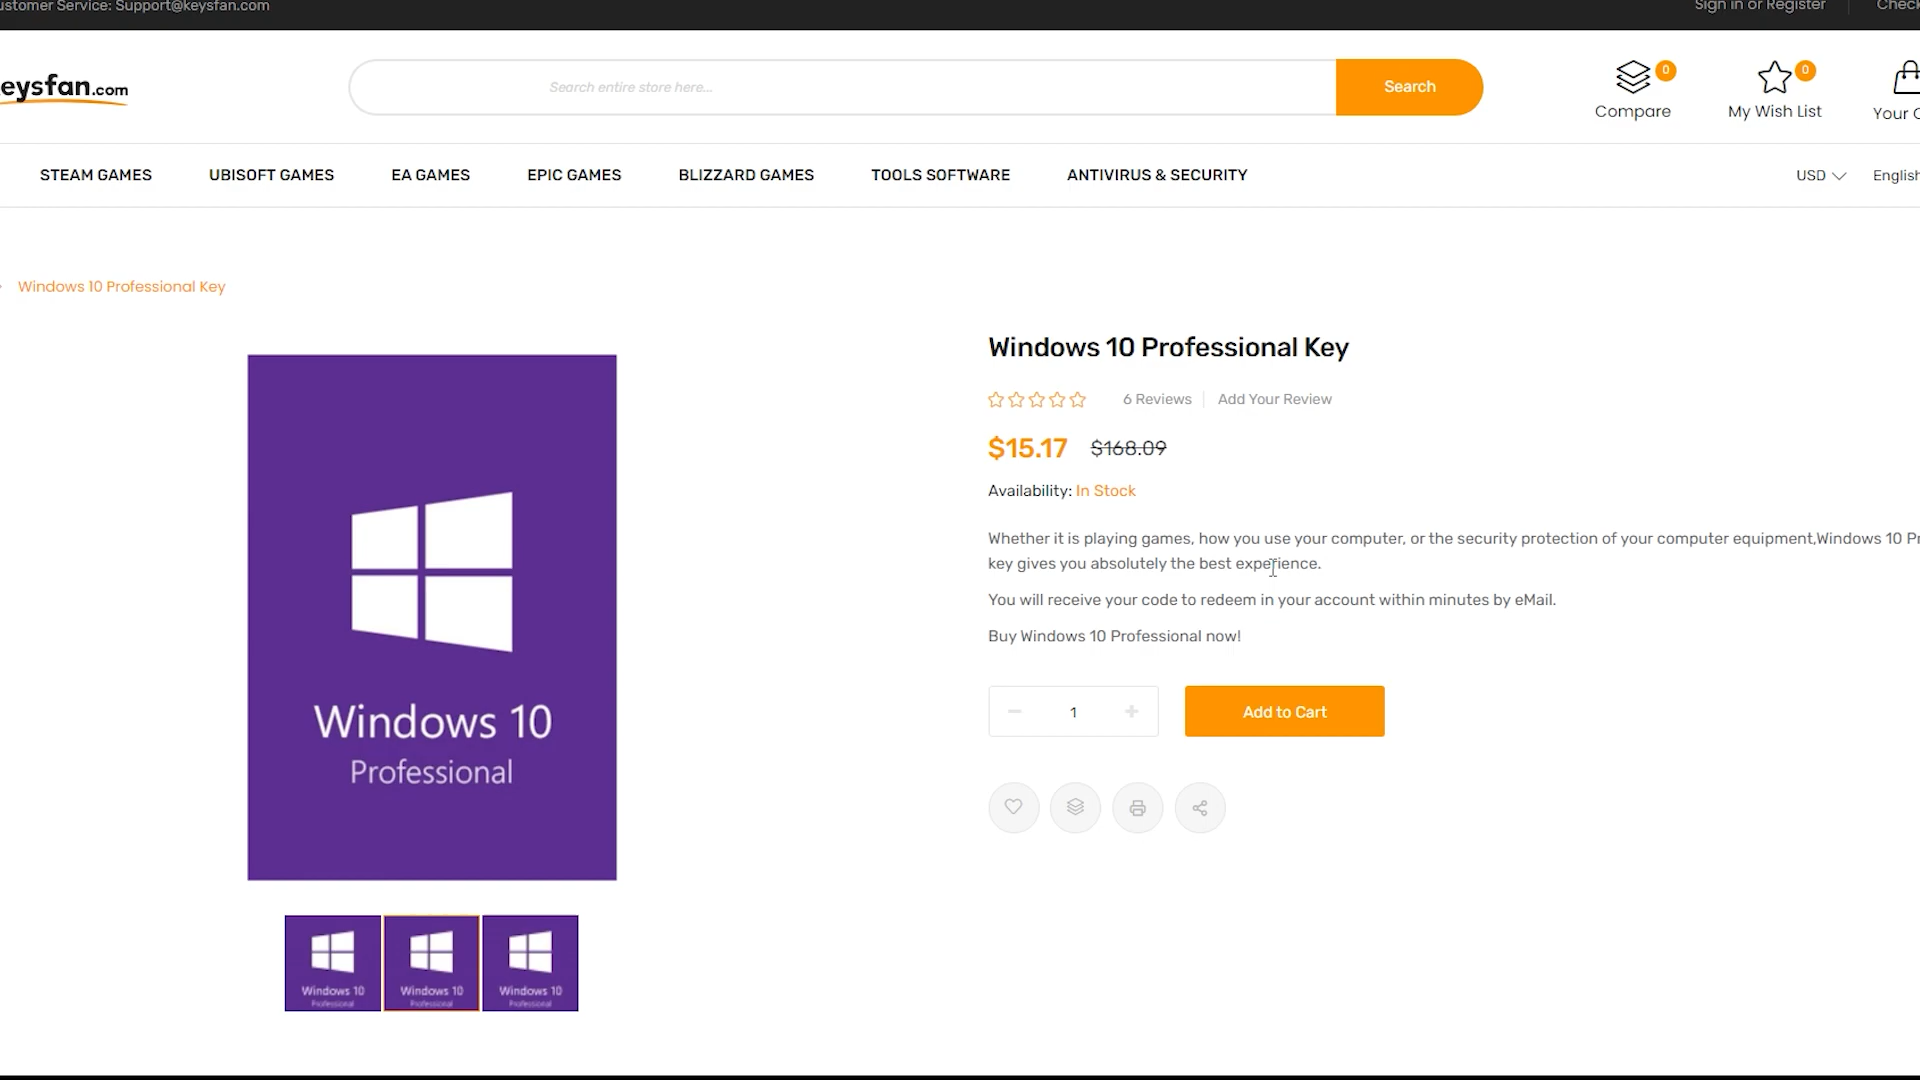 ustomer Service: Support@keysfan.com
Sign in or Register
Check
eysfan.com
Search entire store here...
Search
0
Compare
0
My Wish List
Your C
STEAM GAMES
UBISOFT GAMES
EA GAMES
EPIC GAMES
BLIZZARD GAMES
TOOLS SOFTWARE
ANTIVIRUS & SECURITY
USD
English
Windows 10 Professional Key
Windows 10
Professional
Windows 10 Professional Key
6 Reviews
Add Your Review
$15.17 $168.09
Availability: In Stock
Whether it is playing games, how you use your computer, or the security protection of your computer equipment,Windows 10 Pr
key gives you absolutely the best experience.
You will receive your code to redeem in your account within minutes by eMail.
Buy Windows 10 Professional now!
1
Add to Cart
Windows 10
Professional
Windows 10
Professional
Windows 10
Professional